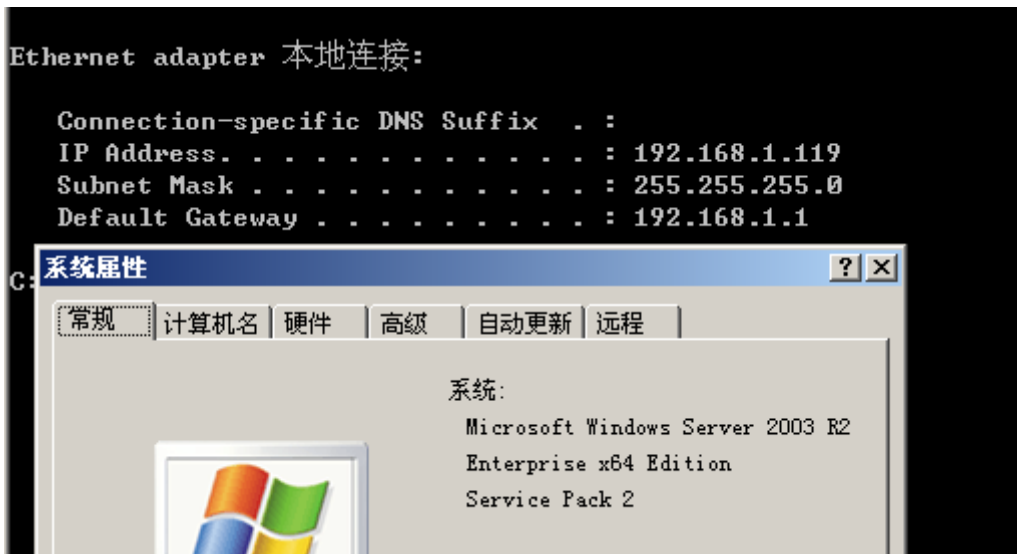 Ethernet adapter 本地连接:
Connection-specific DNS Suffix . :
IP Address. . . . . . . . . . . . : 192.168.1.119
Subnet Mask . . . . . . . . . . . : 255.255.255.0
Default Gateway . . . . . . . . . : 192.168.1.1
C:
系统属性
常规 计算机名 硬件 高级 自动更新 远程
系统:
Microsoft Windows Server 2003 R2
Enterprise x64 Edition
Service Pack 2